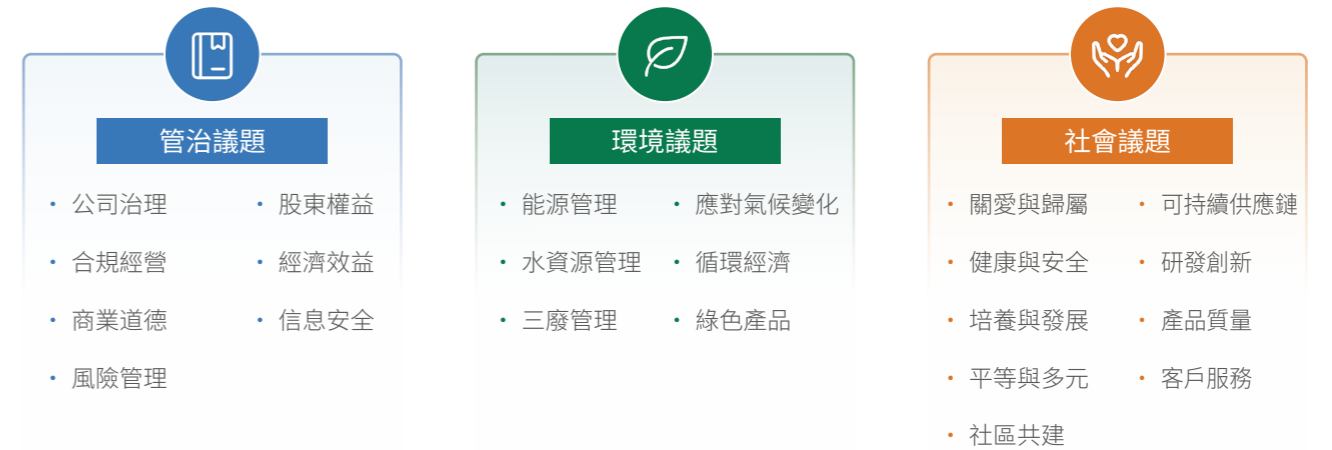 管治議題
公司治理
股東權益
合規經營
經濟效益
商業道德
信息安全
風險管理
環境議題
能源管理
應對氣候變化
水資源管理
循環經濟
三廢管理
綠色產品
社會議題
關愛與歸屬
可持續供應鏈
健康與安全
研發創新
培養與發展
產品質量
平等與多元
客戶服務
社區共建